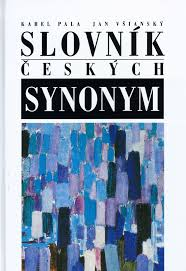 KAREL PALA JAN VŠIANSKÝ
SLOVNÍK
ČESKÝCH
SYNONYM